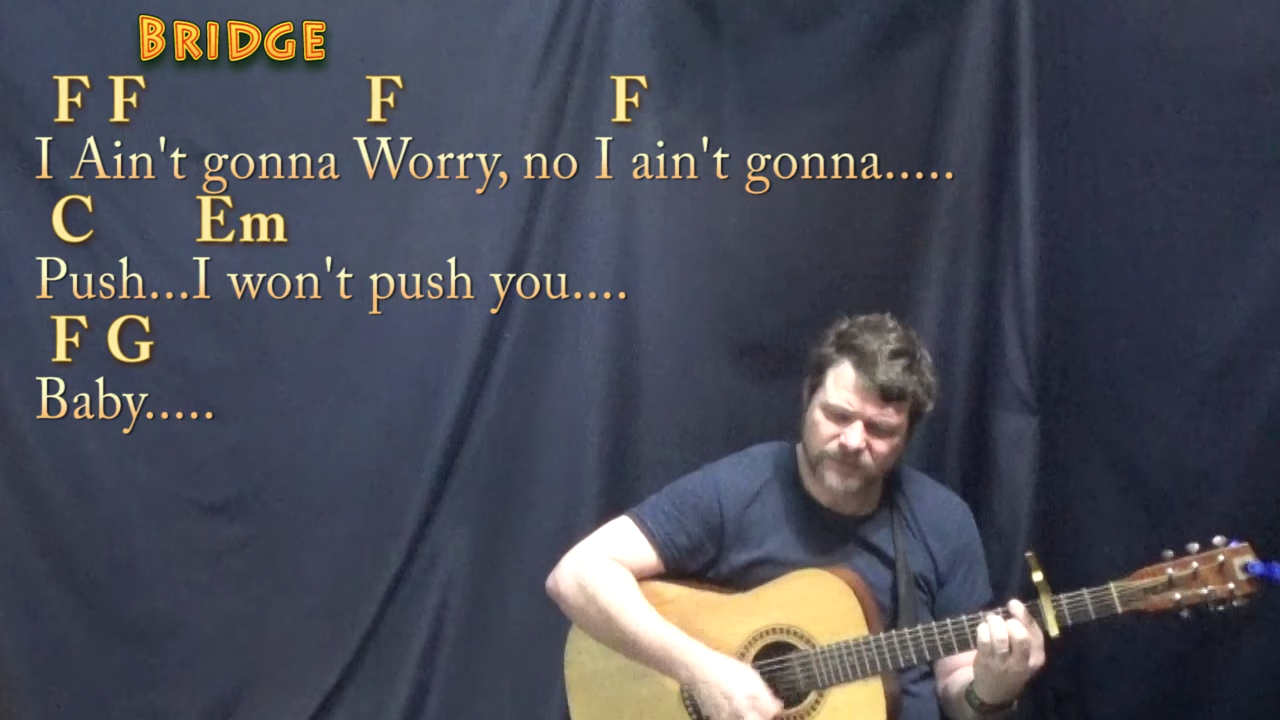 BRIDGE
F F F F
I Ain't gonna Worry, no I ain't gonna.....
C Em
Push...I won't push you....
F G
Baby.....